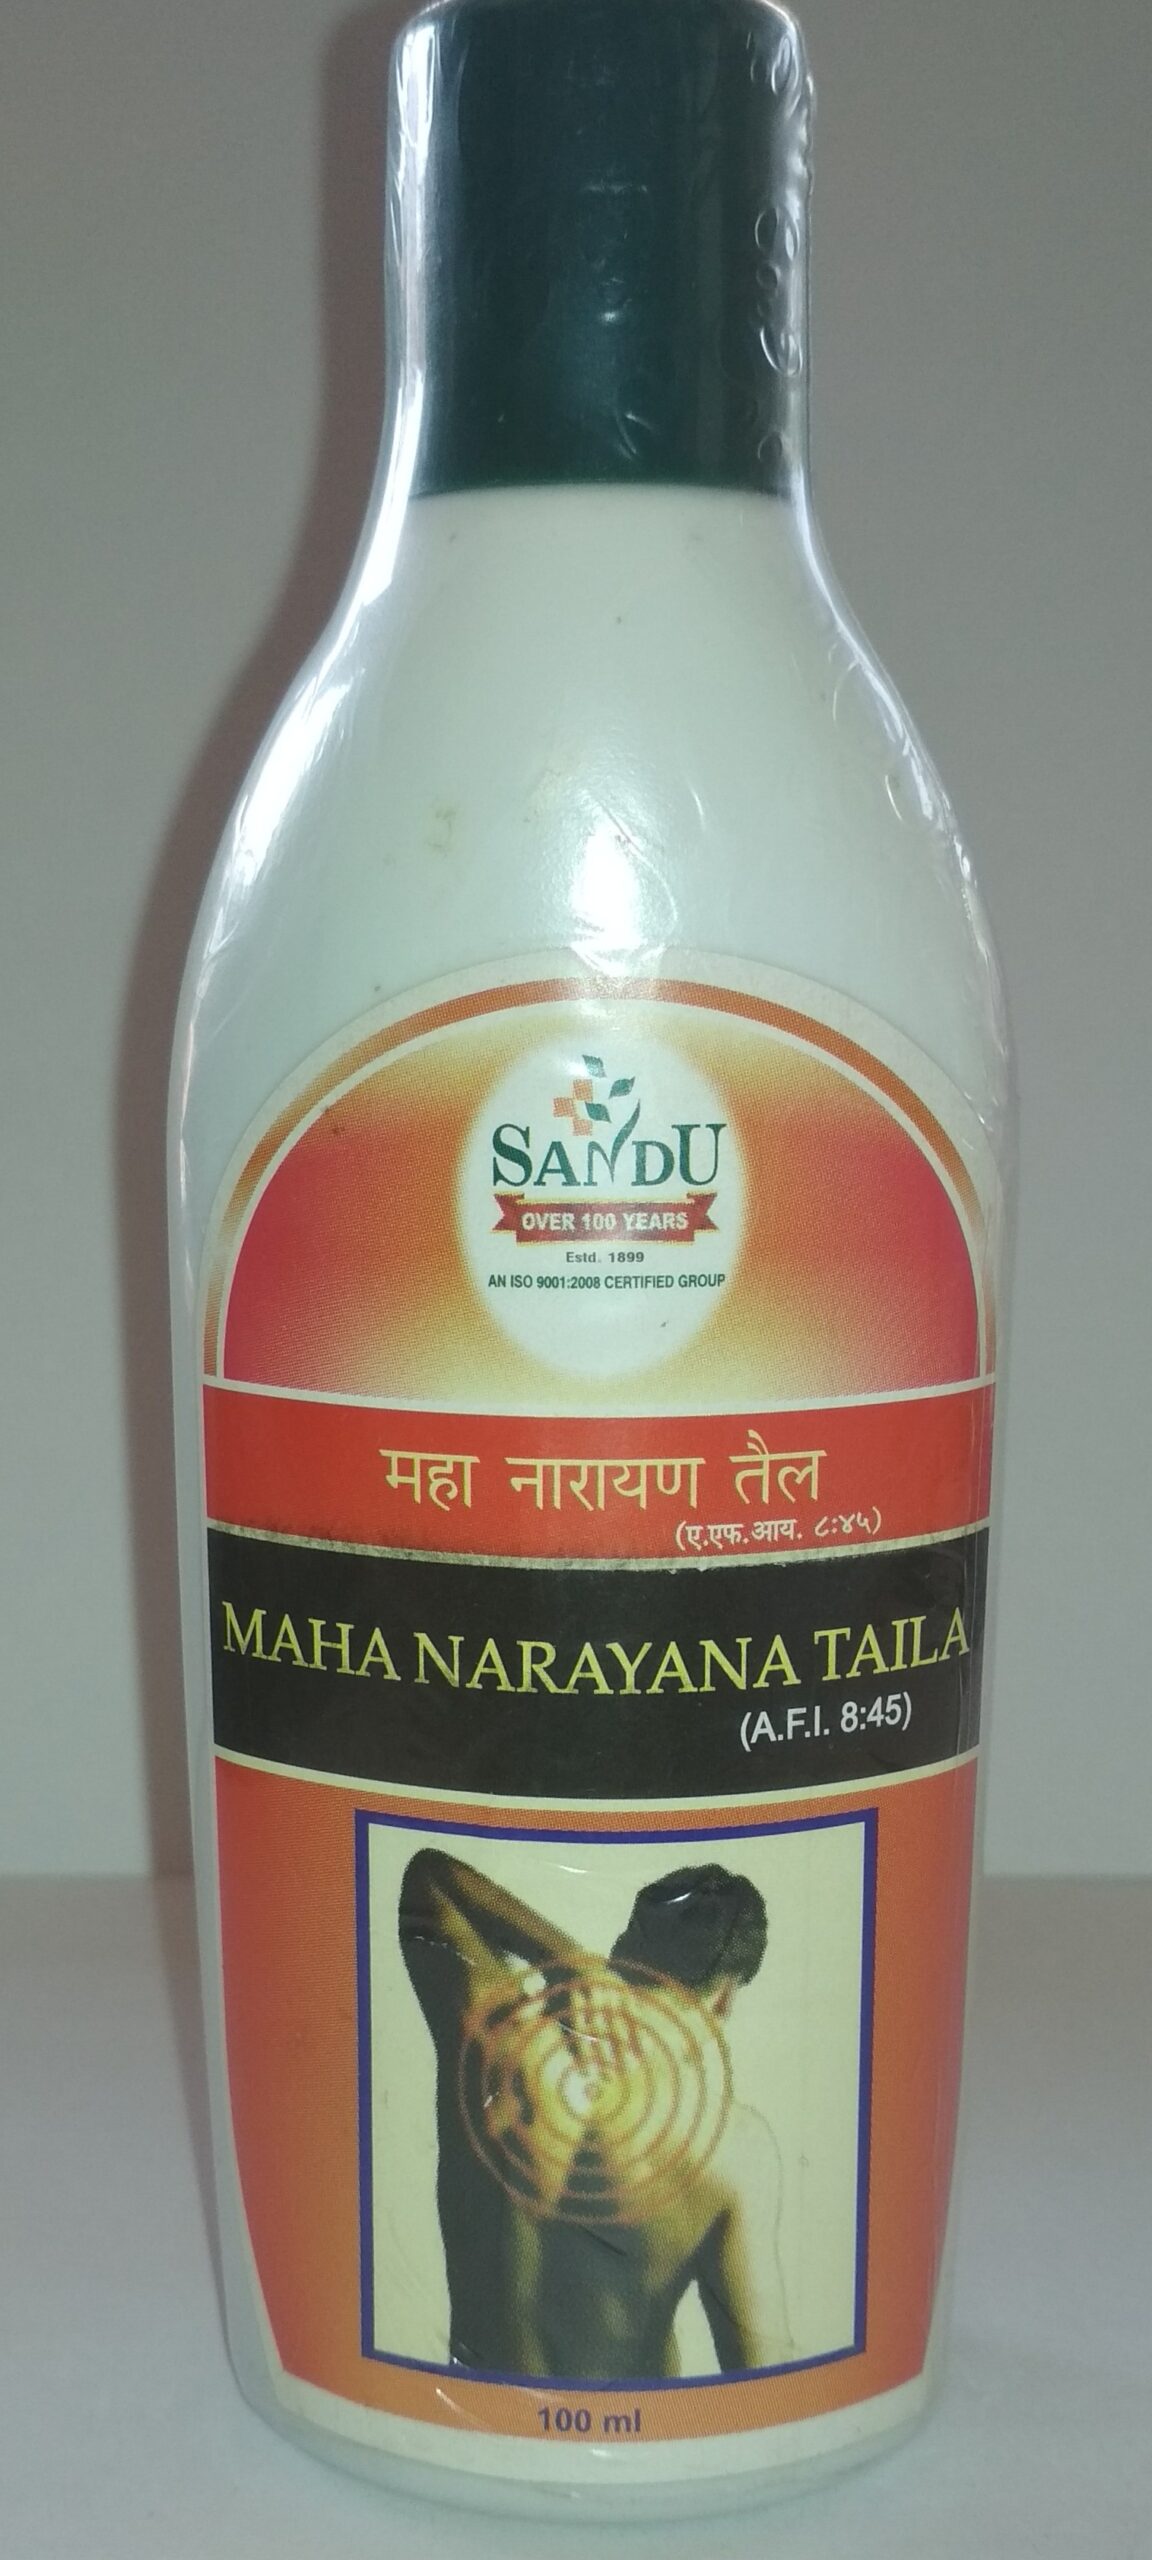 SANDU
OVER 100 YEARS
Estd. 1899
AN ISO 9001:2008 CERTIFIED GROUP
महा नारायण तैल
(ए.एफ.आय. ८:४५)
MAHA NARAYANA TAILA
(A.F.I. 8:45)
100 ml